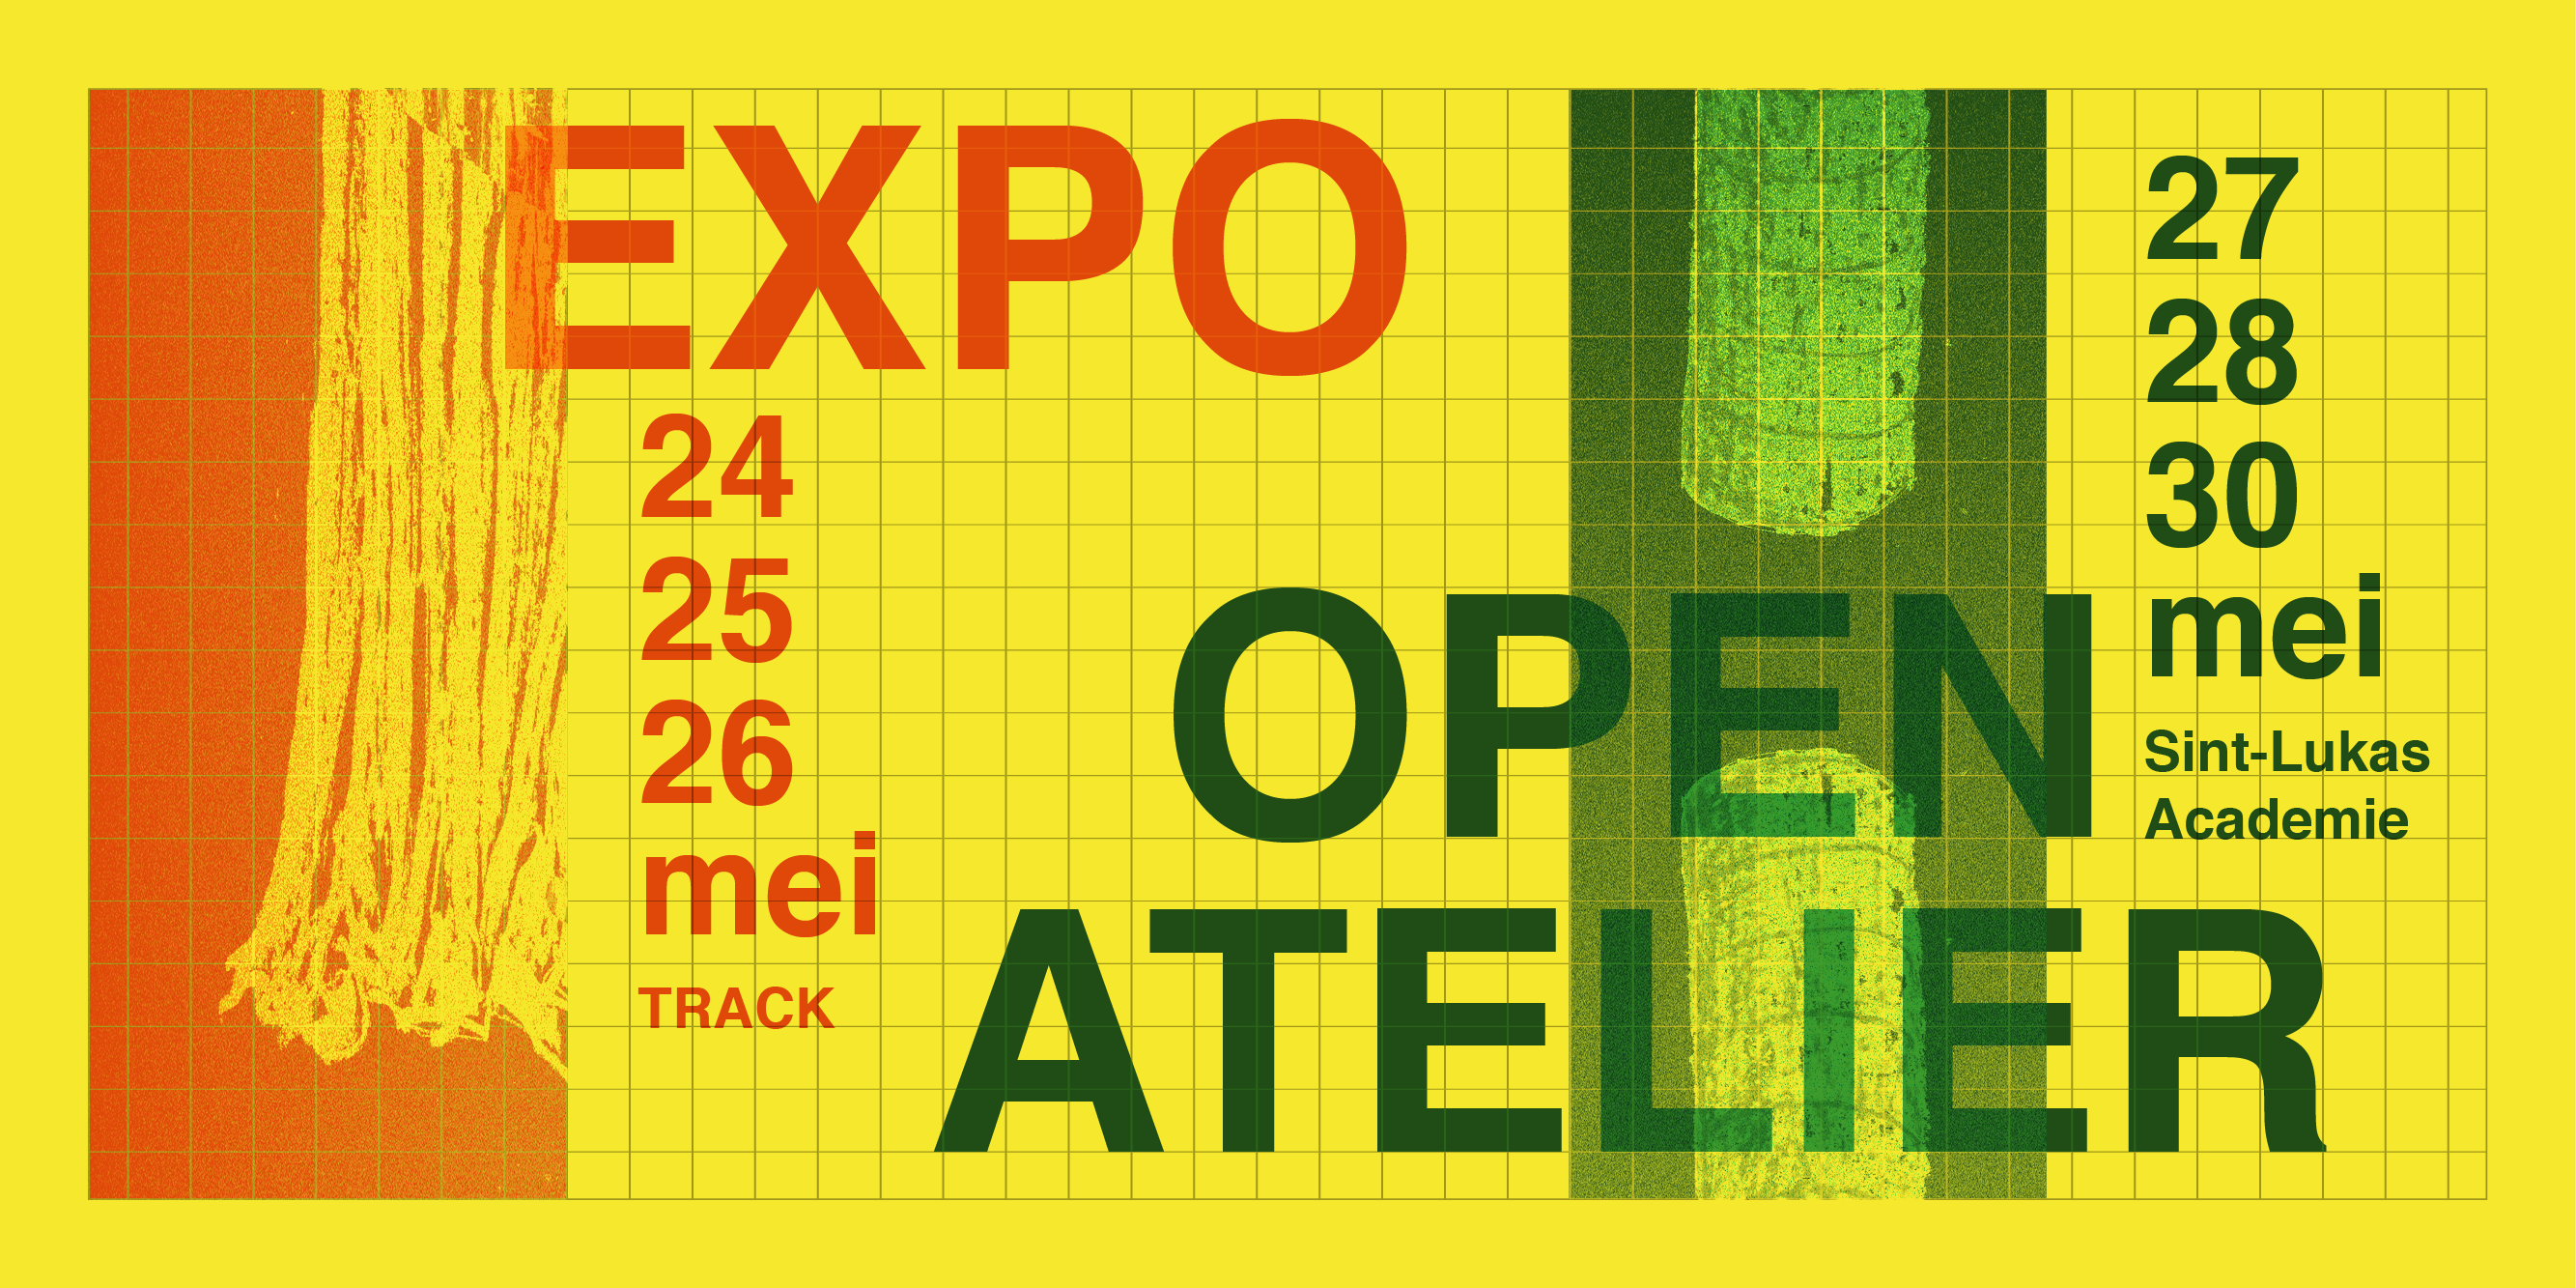 EXPO
24
25
26
mei
TRACK
OPEN
ATELIER
27
28
30
mei
Sint-Lukas
Academie